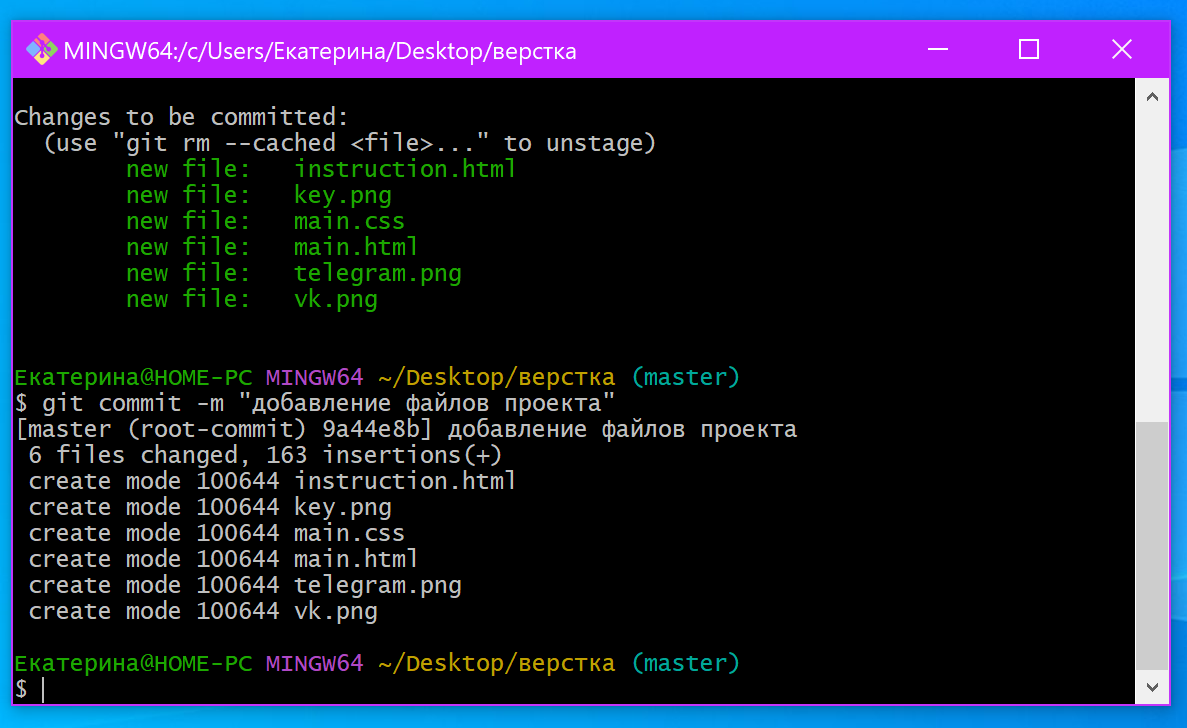 MINGW64:/c/Users/Екатерина/Desktop/верстка
Changes to be committed:
  (use "git rm --cached <file>..." to unstage)
        new file:   instruction.html
        new file:   key.png
        new file:   main.css
        new file:   main.html
        new file:   telegram.png
        new file:   vk.png
Екатерина@HOME-PC MINGW64 ~/Desktop/верстка (master)
$ git commit -m "добавление файлов проекта"
[master (root-commit) 9a44e8b] добавление файлов проекта
 6 files changed, 163 insertions(+)
 create mode 100644 instruction.html
 create mode 100644 key.png
 create mode 100644 main.css
 create mode 100644 main.html
 create mode 100644 telegram.png
 create mode 100644 vk.png
Екатерина@HOME-PC MINGW64 ~/Desktop/верстка (master)
$